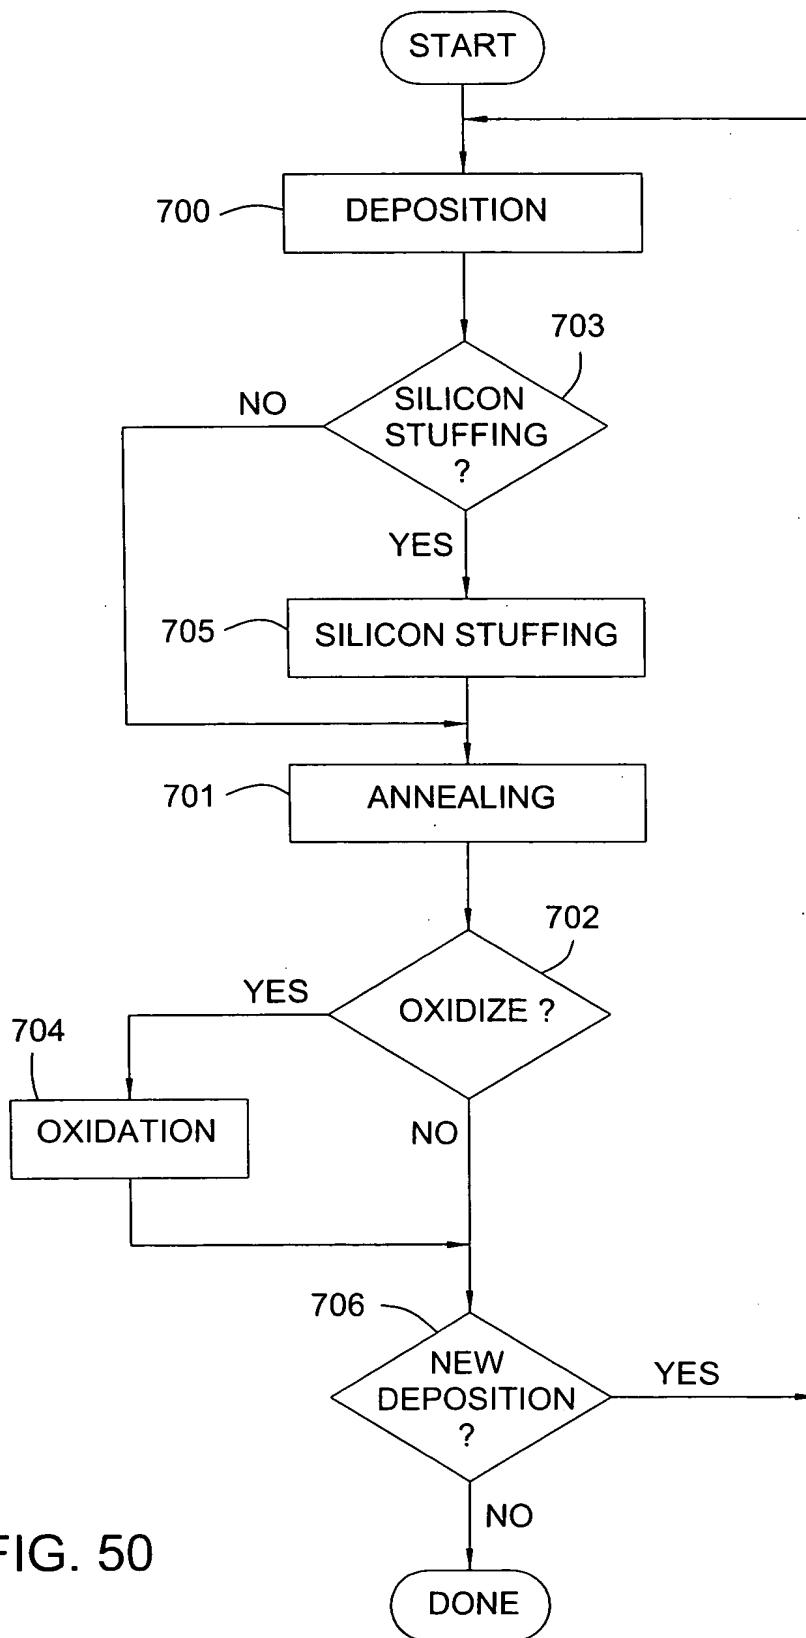 START
700
DEPOSITION
703
NO
SILICON
STUFFING
?
YES
705
SILICON STUFFING
701
ANNEALING
702
YES
OXIDIZE ?
704
OXIDATION
NO
706
NEW
DEPOSITION
?
YES
NO
FIG. 50
DONE